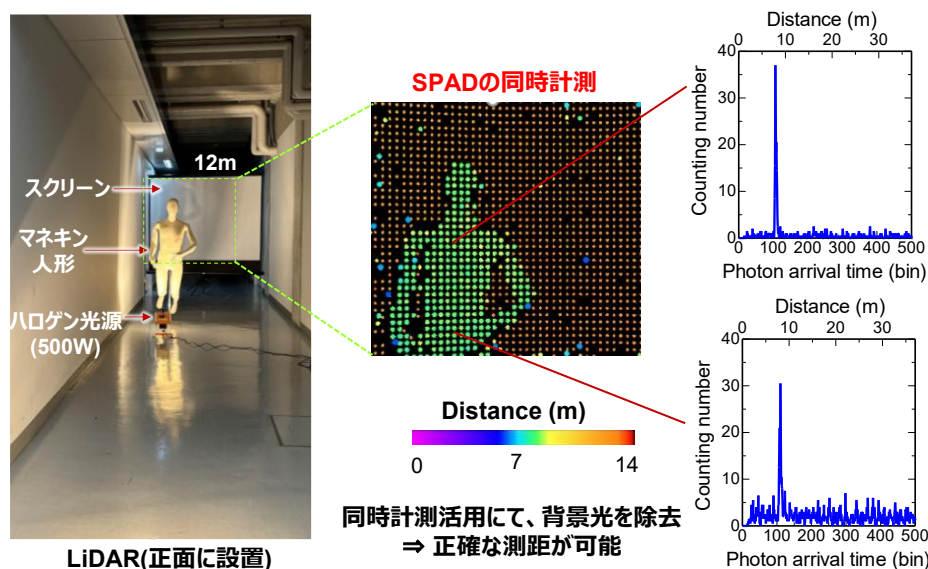 12m
スクリーン
マネキン
人形
ハロゲン光源
(500W)
LiDAR(正面に設置)
SPADの同時計測
Distance (m)
0 7 14
同時計測活用にて、背景光を除去
⇒ 正確な測距が可能
Distance (m)
0 10 20 30
40
30
20
10
0
Counting number
0 100 200 300 400 500
Photon arrival time (bin)
Distance (m)
0 10 20 30
40
30
20
10
0
Counting number
0 100 200 300 400 500
Photon arrival time (bin)